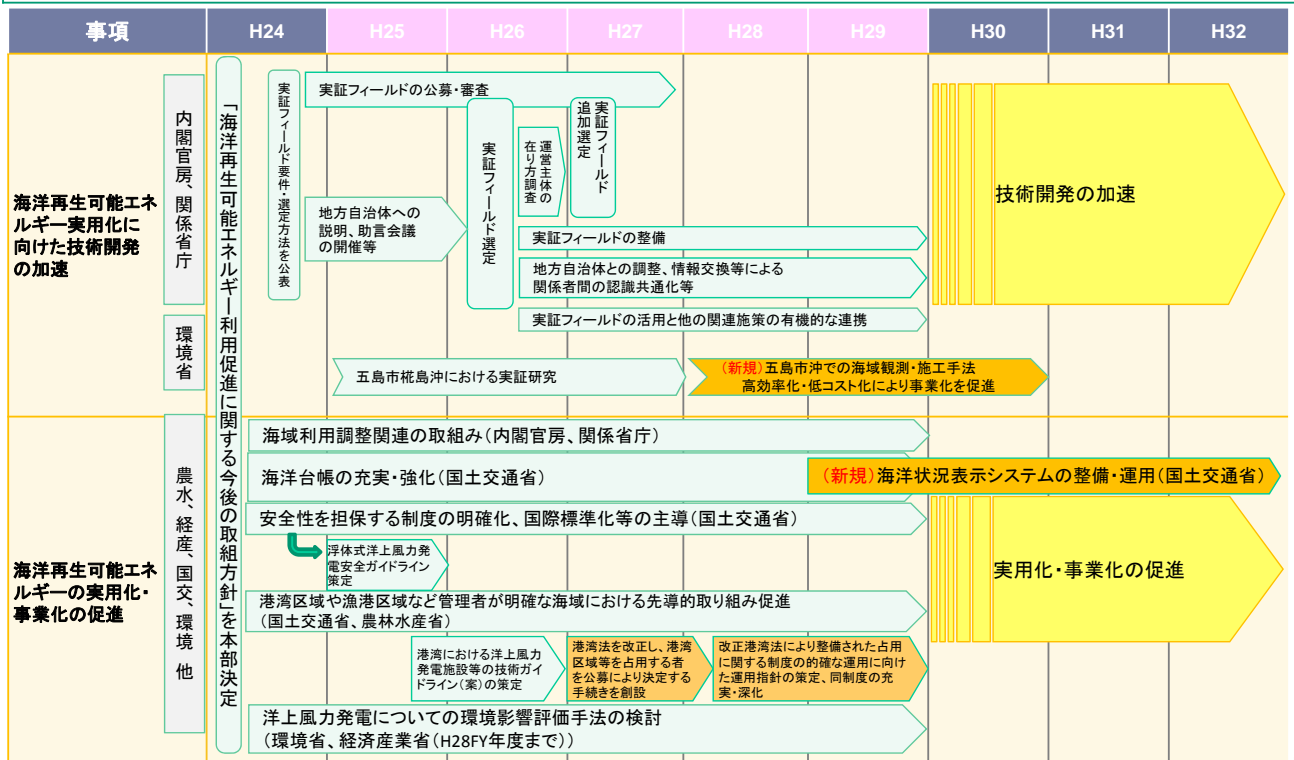 事項
H24
H25
H26
H27
H28
H29
H30
H31
H32
海洋再生可能エネ
ルギー実用化に
向けた技術開発
の加速
内閣官房、関係省庁
環境省
「海洋再生可能エネルギー利用促進に関する今後の取組方針」を本部決定
実証フィールド要件・選定方法を公表
実証フィールドの公募・審査
地方自治体への
説明、助言会議
の開催等
実証フィールド選定
運営主体の
在り方調査
実証フィールド
追加選定
実証フィールドの整備
地方自治体との調整、情報交換等による
関係者間の認識共通化等
実証フィールドの活用と他の関連施策の有機的な連携
五島市椛島沖における実証研究
(新規)五島市沖での海域観測・施工手法
高効率化・低コスト化により事業化を促進
技術開発の加速
海洋再生可能エネ
ルギーの実用化・
事業化の促進
農水、経産、国交、環境 他
海域利用調整関連の取組み(内閣官房、関係省庁)
海洋台帳の充実・強化(国土交通省)
(新規)海洋状況表示システムの整備・運用(国土交通省)
安全性を担保する制度の明確化、国際標準化等の主導(国土交通省)
浮体式洋上風力発
電安全ガイドライン
策定
港湾区域や漁港区域など管理者が明確な海域における先導的取り組み促進
(国土交通省、農林水産省)
港湾における洋上風力
発電施設等の技術ガイ
ドライン(案)の策定
港湾法を改正し、港湾
区域等を占用する者
を公募により決定する
手続きを創設
改正港湾法により整備された占用
に関する制度の的確な運用に向け
た運用指針の策定、同制度の充
実・深化
洋上風力発電についての環境影響評価手法の検討
(環境省、経済産業省(H28FY年度まで))
実用化・事業化の促進